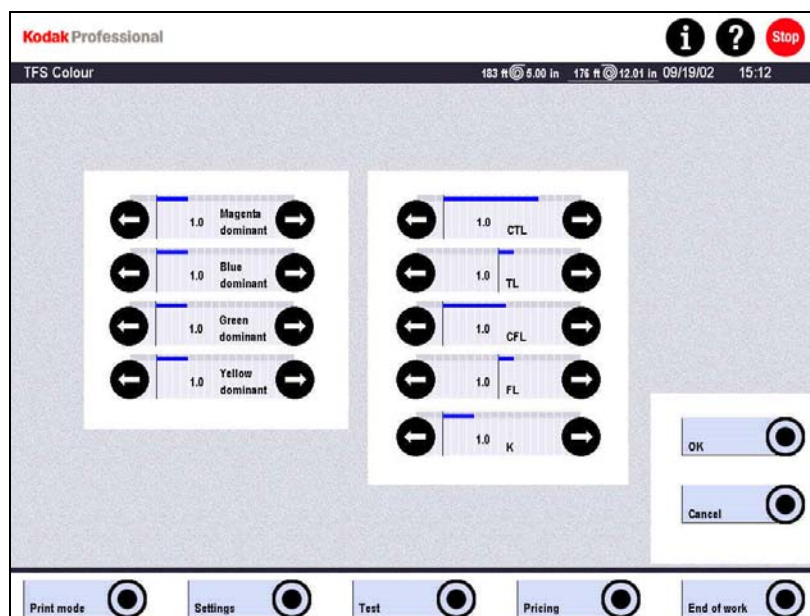 Kodak Professional
i ? Stop
TFS Colour 183 ft 5.00 in 176 ft 12.01 in 09/19/02 15:12
1.0 Magenta dominant
1.0 Blue dominant
1.0 Green dominant
1.0 Yellow dominant
1.0 CTL
1.0 TL
1.0 CFL
1.0 FL
1.0 K
OK
Cancel
Print mode Settings Test Pricing End of work